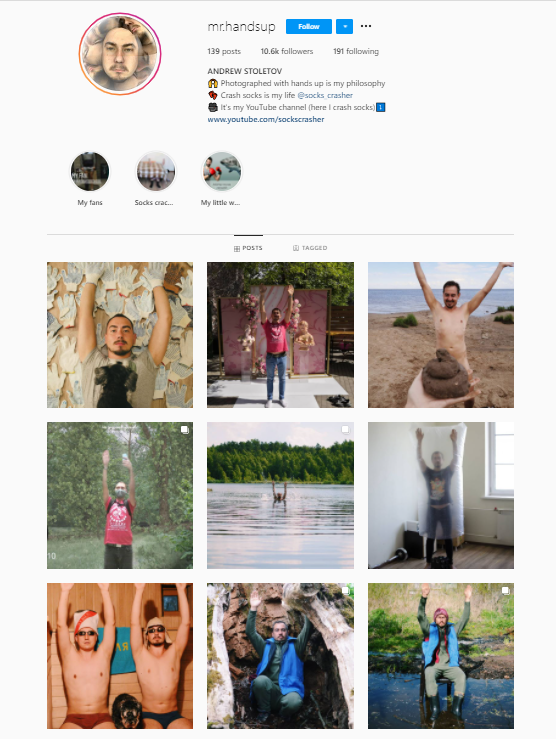 mr.handsup
Follow
139 posts 10.6k followers 191 following
ANDREW STOLETOV
Photographed with hands up is my philosophy
Crash socks is my life @socks_crasher
It's my YouTube channel (here I crash socks)
www.youtube.com/sockscrasher
My fans Socks crac... My little w...
POSTS TAGGED
10